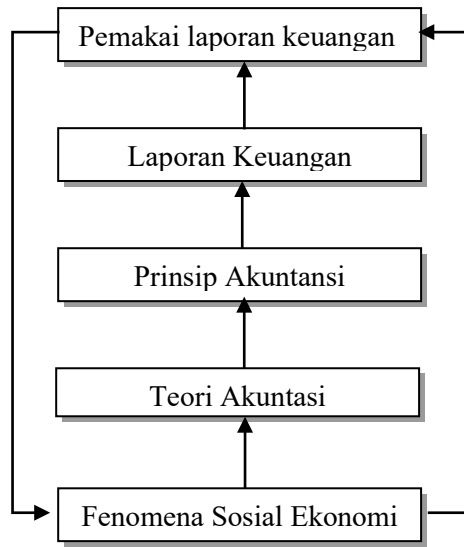 Pemakai laporan keuangan
Laporan Keuangan
Prinsip Akuntansi
Teori Akuntasi
Fenomena Sosial Ekonomi